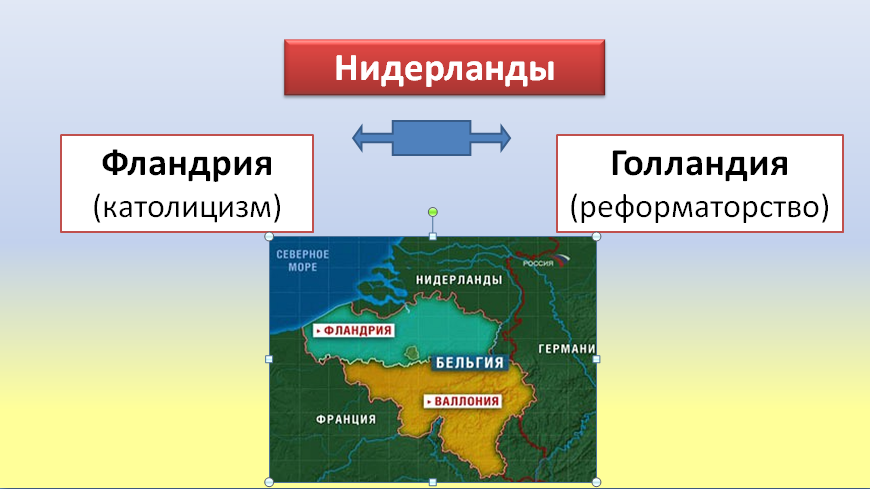 Нидерланды
Фландрия
(католицизм)
Голландия
(реформаторство)
СЕВЕРНОЕ
МОРЕ
РОССИЯ
НИДЕРЛАНДЫ
ФЛАНДРИЯ
ГЕРМАНИ
БЕЛЬГИЯ
ВАЛЛОНИЯ
ФРАНЦИЯ